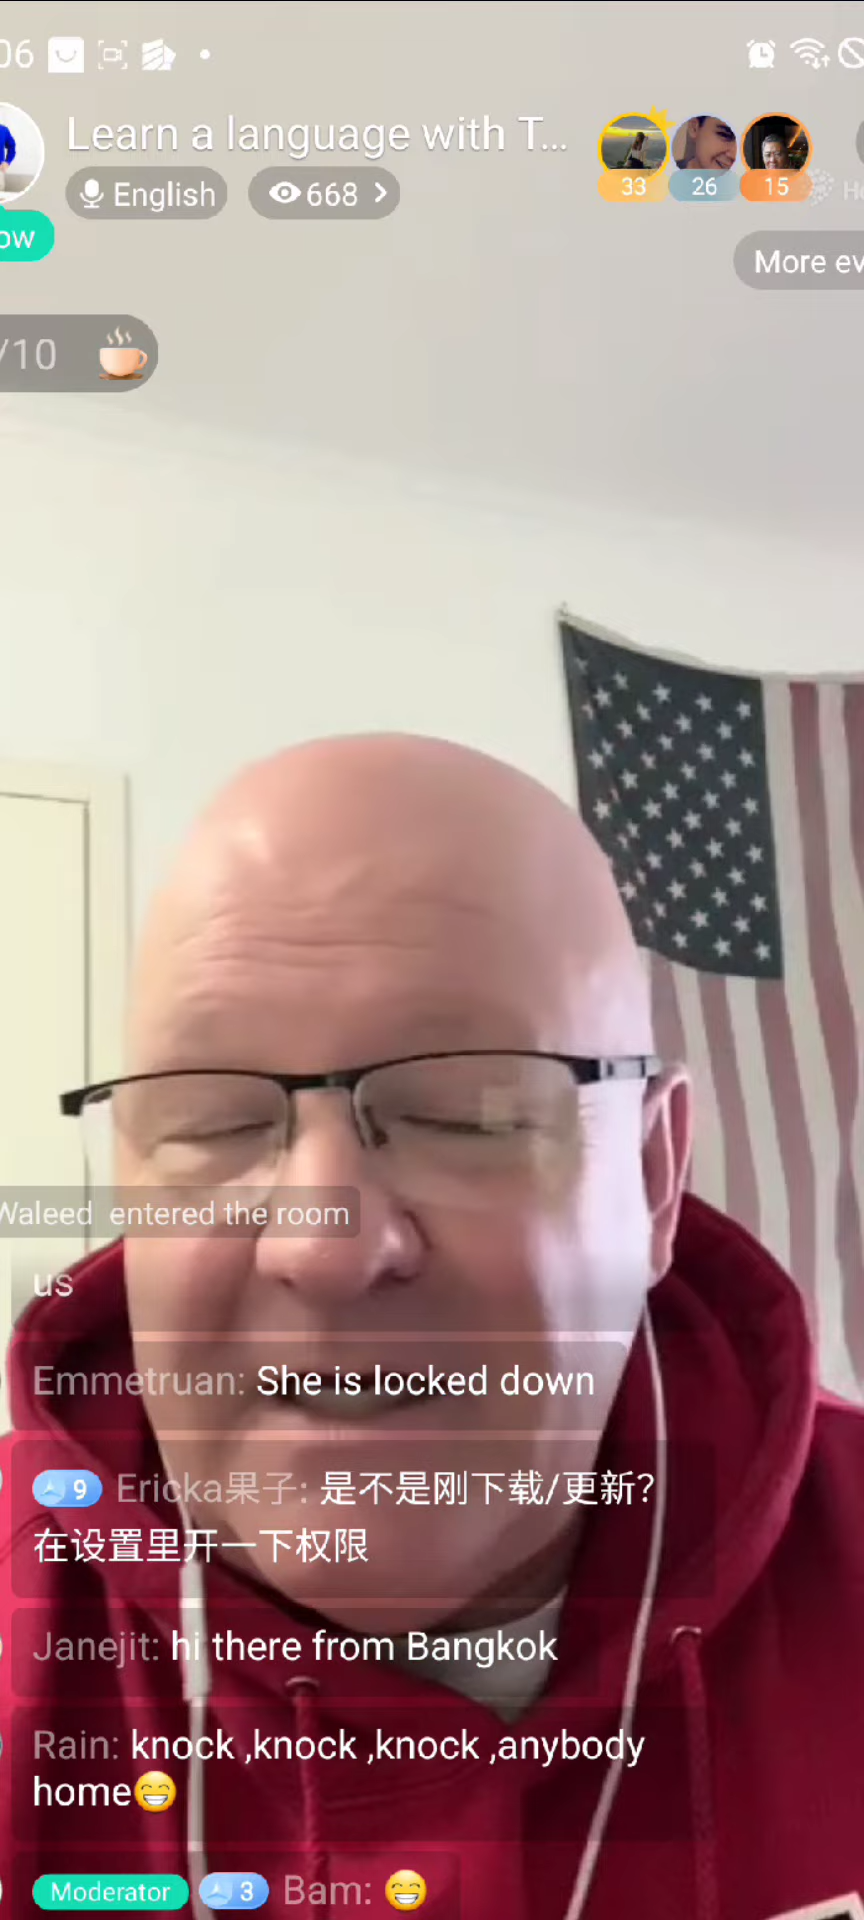 06
Learn a language with T...
33 26 15
English 668 >
ow
More ev
/10
Waleed entered the room
us
Emmetruan: She is locked down
9 Ericka果子: 是不是刚下载/更新?
在设置里开一下权限
Janejit: hi there from Bangkok
Rain: knock ,knock ,knock ,anybody
home😁
Moderator 3 Bam: 😁